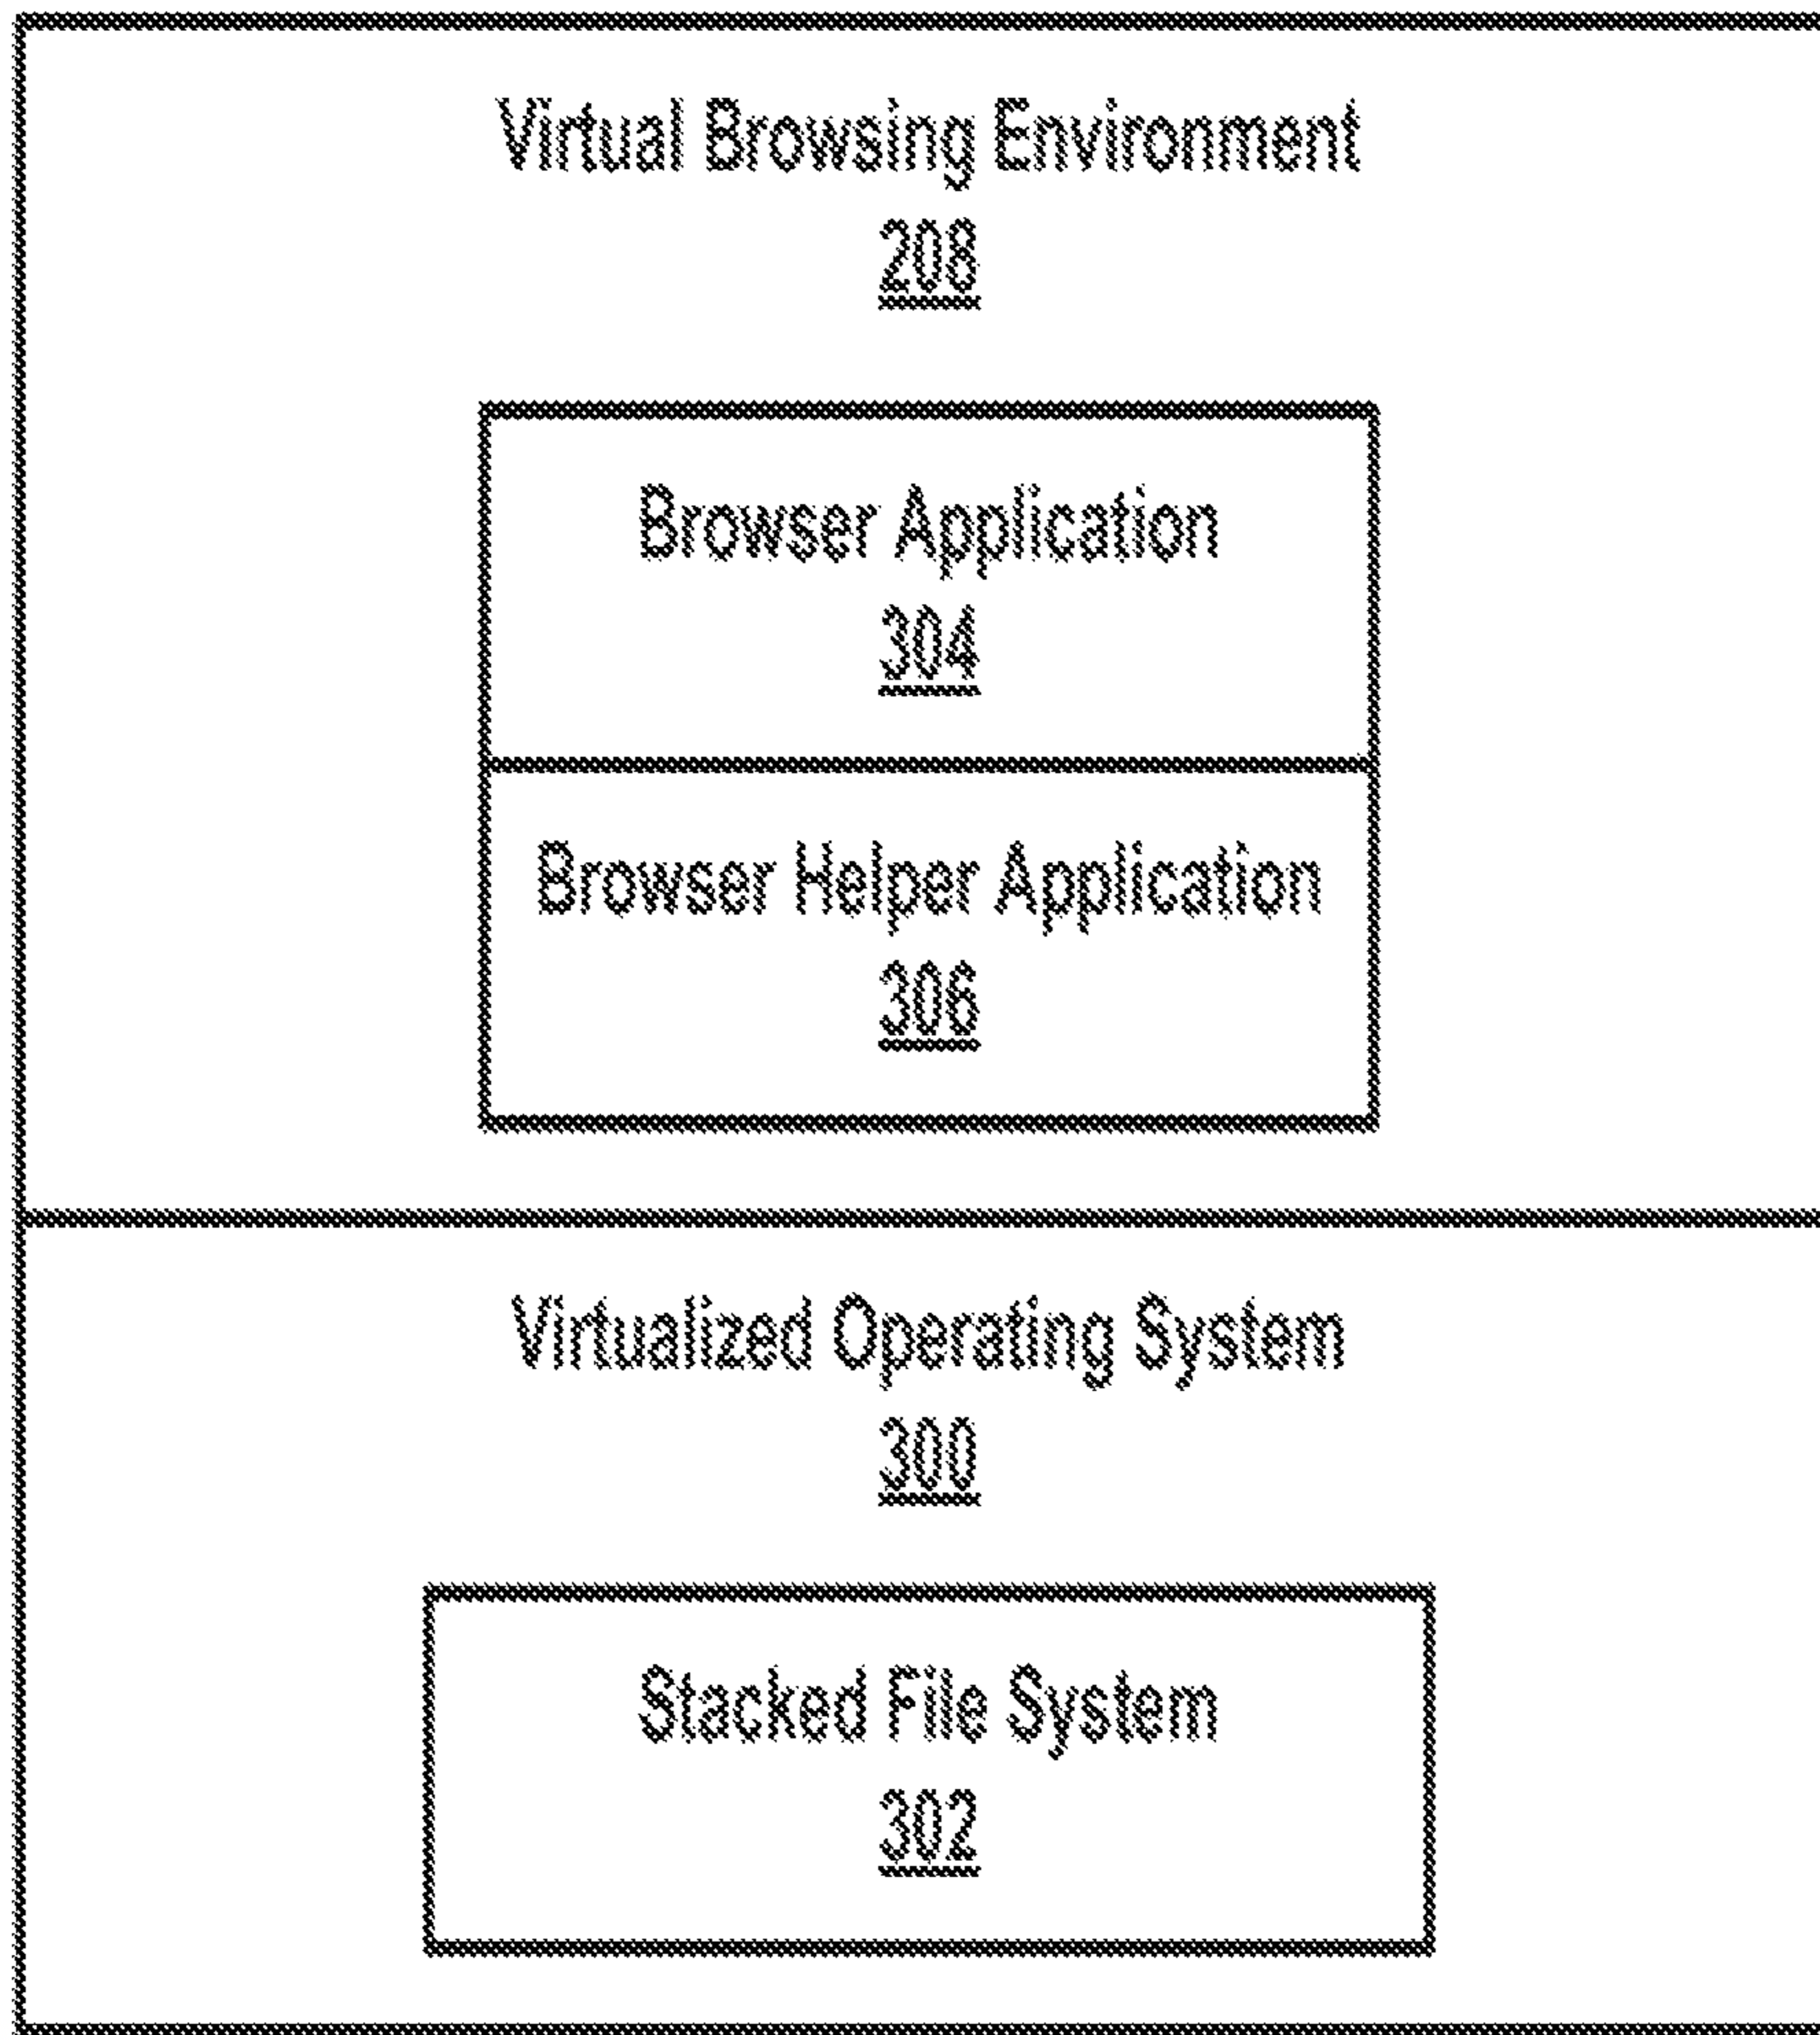 Virtual Browsing Environment
208
Browser Application
304
Browser Helper Application
306
Virtualized Operating System
300
Stacked File System
302